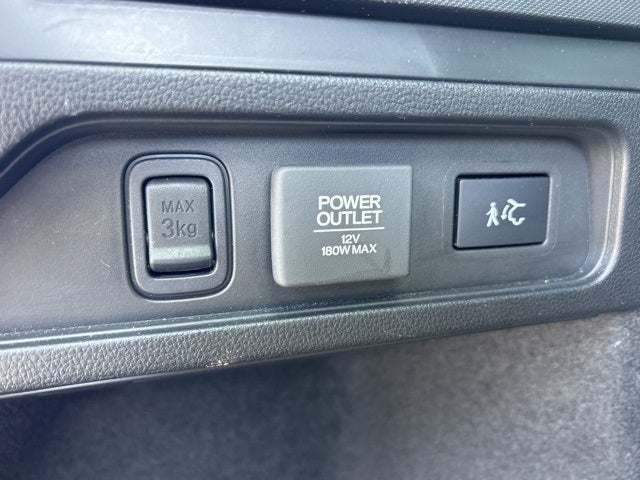 MAX
3kg
POWER
OUTLET
12V
180W MAX